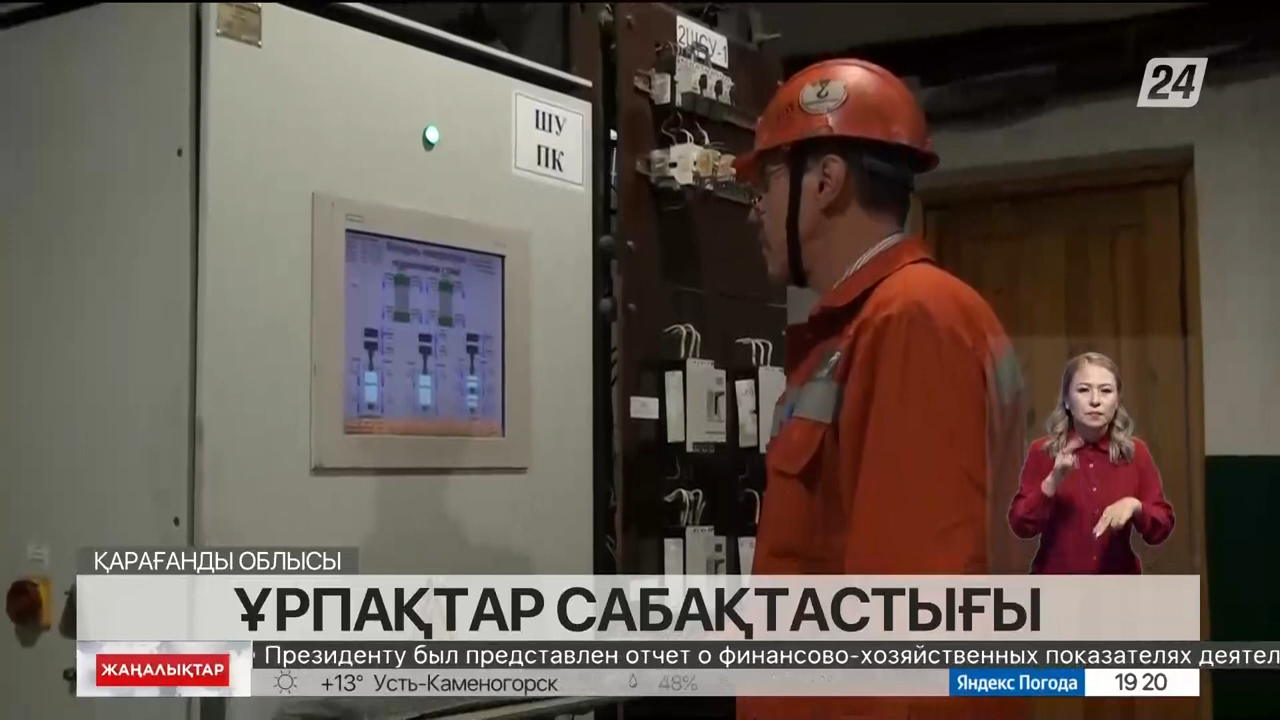 2ЩСУ-1
24
ШУ
ПК
ҚАРАҒАНДЫ ОБЛЫСЫ
ҰРПАҚТАР САБАҚТАСТЫҒЫ
ЖАҢАЛЫҚТАР
Президенту был представлен отчет о финансово-хозяйственных показателях деятел
+13° Усть-Каменогорск 48% Яндекс Погода 19 20